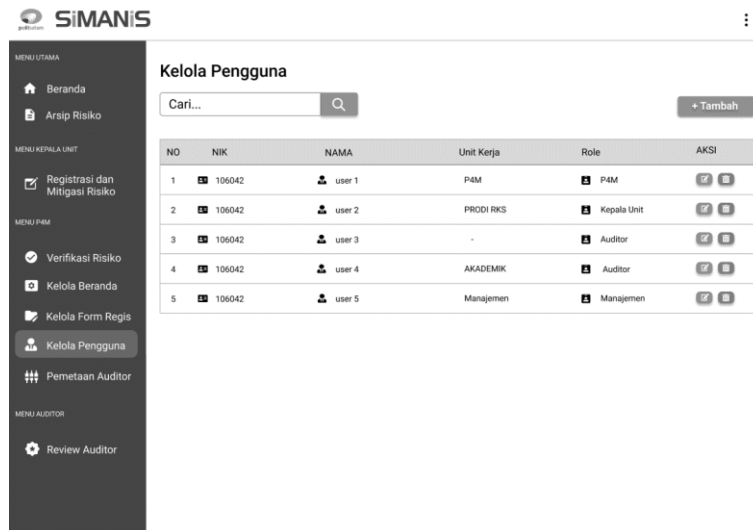 polibatam
SiMANiS
MENU UTAMA
Beranda
Arsip Risiko
MENU KEPALA UNIT
Registrasi dan
Mitigasi Risiko
MENU P4M
Verifikasi Risiko
Kelola Beranda
Kelola Form Regis
Kelola Pengguna
Pemetaan Auditor
MENU AUDITOR
Review Auditor
Kelola Pengguna
Cari...
+ Tambah
NO NIK NAMA Unit Kerja Role AKSI
1 106042 user 1 P4M P4M
2 106042 user 2 PRODI RKS Kepala Unit
3 106042 user 3 - Auditor
4 106042 user 4 AKADEMIK Auditor
5 106042 user 5 Manajemen Manajemen